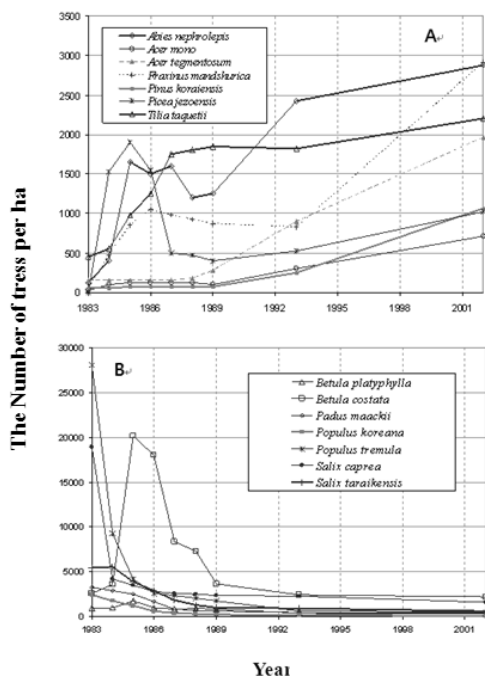 The Number of tress per ha
3500
3000
2500
2000
1500
1000
500
0
A
Abies nephrolepis
Acer mono
Acer tegmentosum
Fraxinus mandshurica
Pinus koraiensis
Picea jezoensis
Tilia taquetii
1983 1986 1989 1992 1995 1998 2001
30000
25000
20000
15000
10000
5000
0
B
Betula platyphylla
Betula costata
Padus maackii
Populus koreana
Populus tremula
Salix caprea
Salix taraikensis
1983 1986 1989 1992 1995 1998 2001
Year